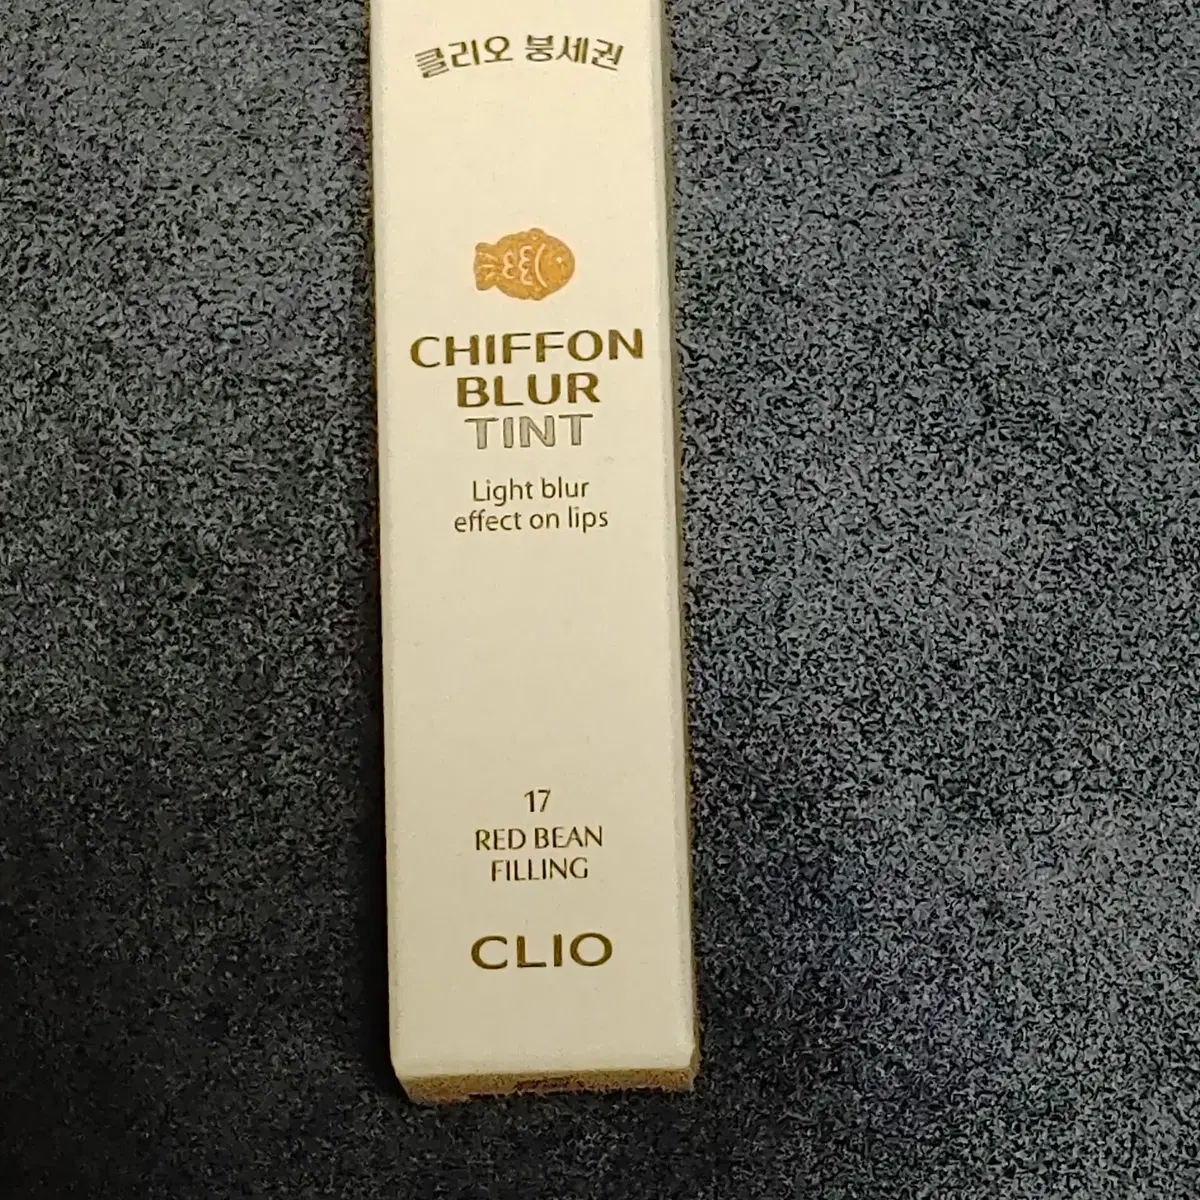 클리오 붕세권
CHIFFON
BLUR
TINT
Light blur
effect on lips
17
RED BEAN
FILLING
CLIO